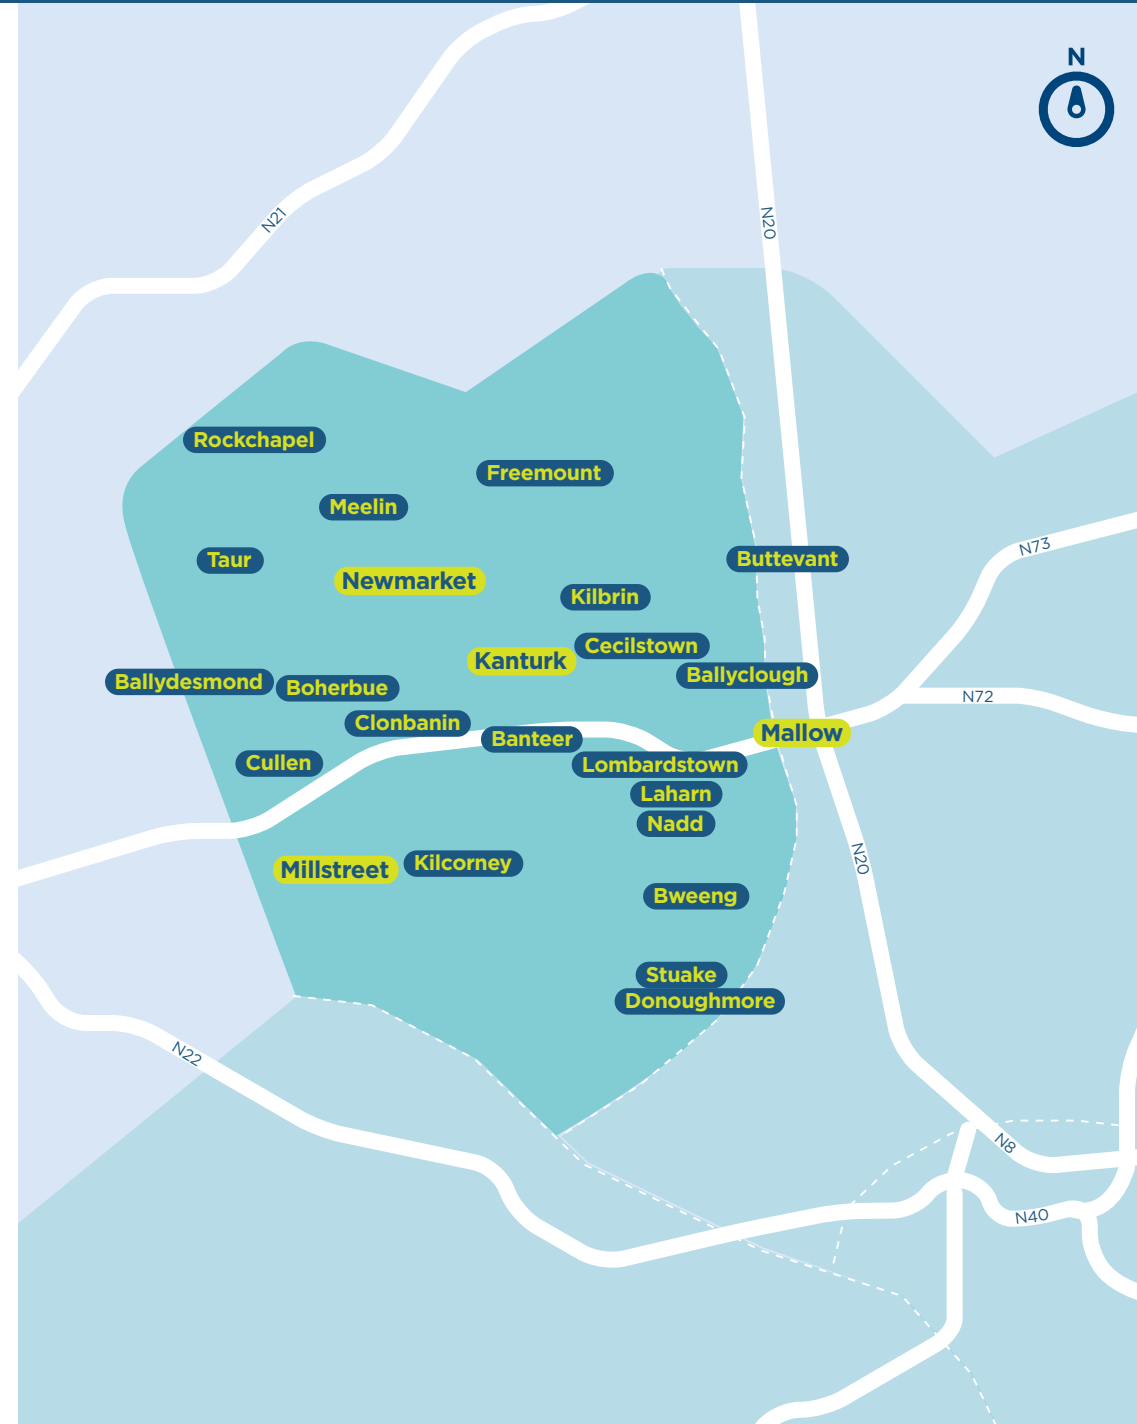 N
N21
N20
Rockchapel
Freemount
Meelin
Taur
Buttevant
N73
Newmarket
Kilbrin
Cecilstown
Kanturk
Ballyclough
Ballydesmond
Boherbue
N72
Clonbanin
Mallow
Banteer
Cullen
Lombardstown
Laharn
Nadd
N20
Millstreet
Kilcorney
Bweeng
Stuake
Donoughmore
N22
N8
N40